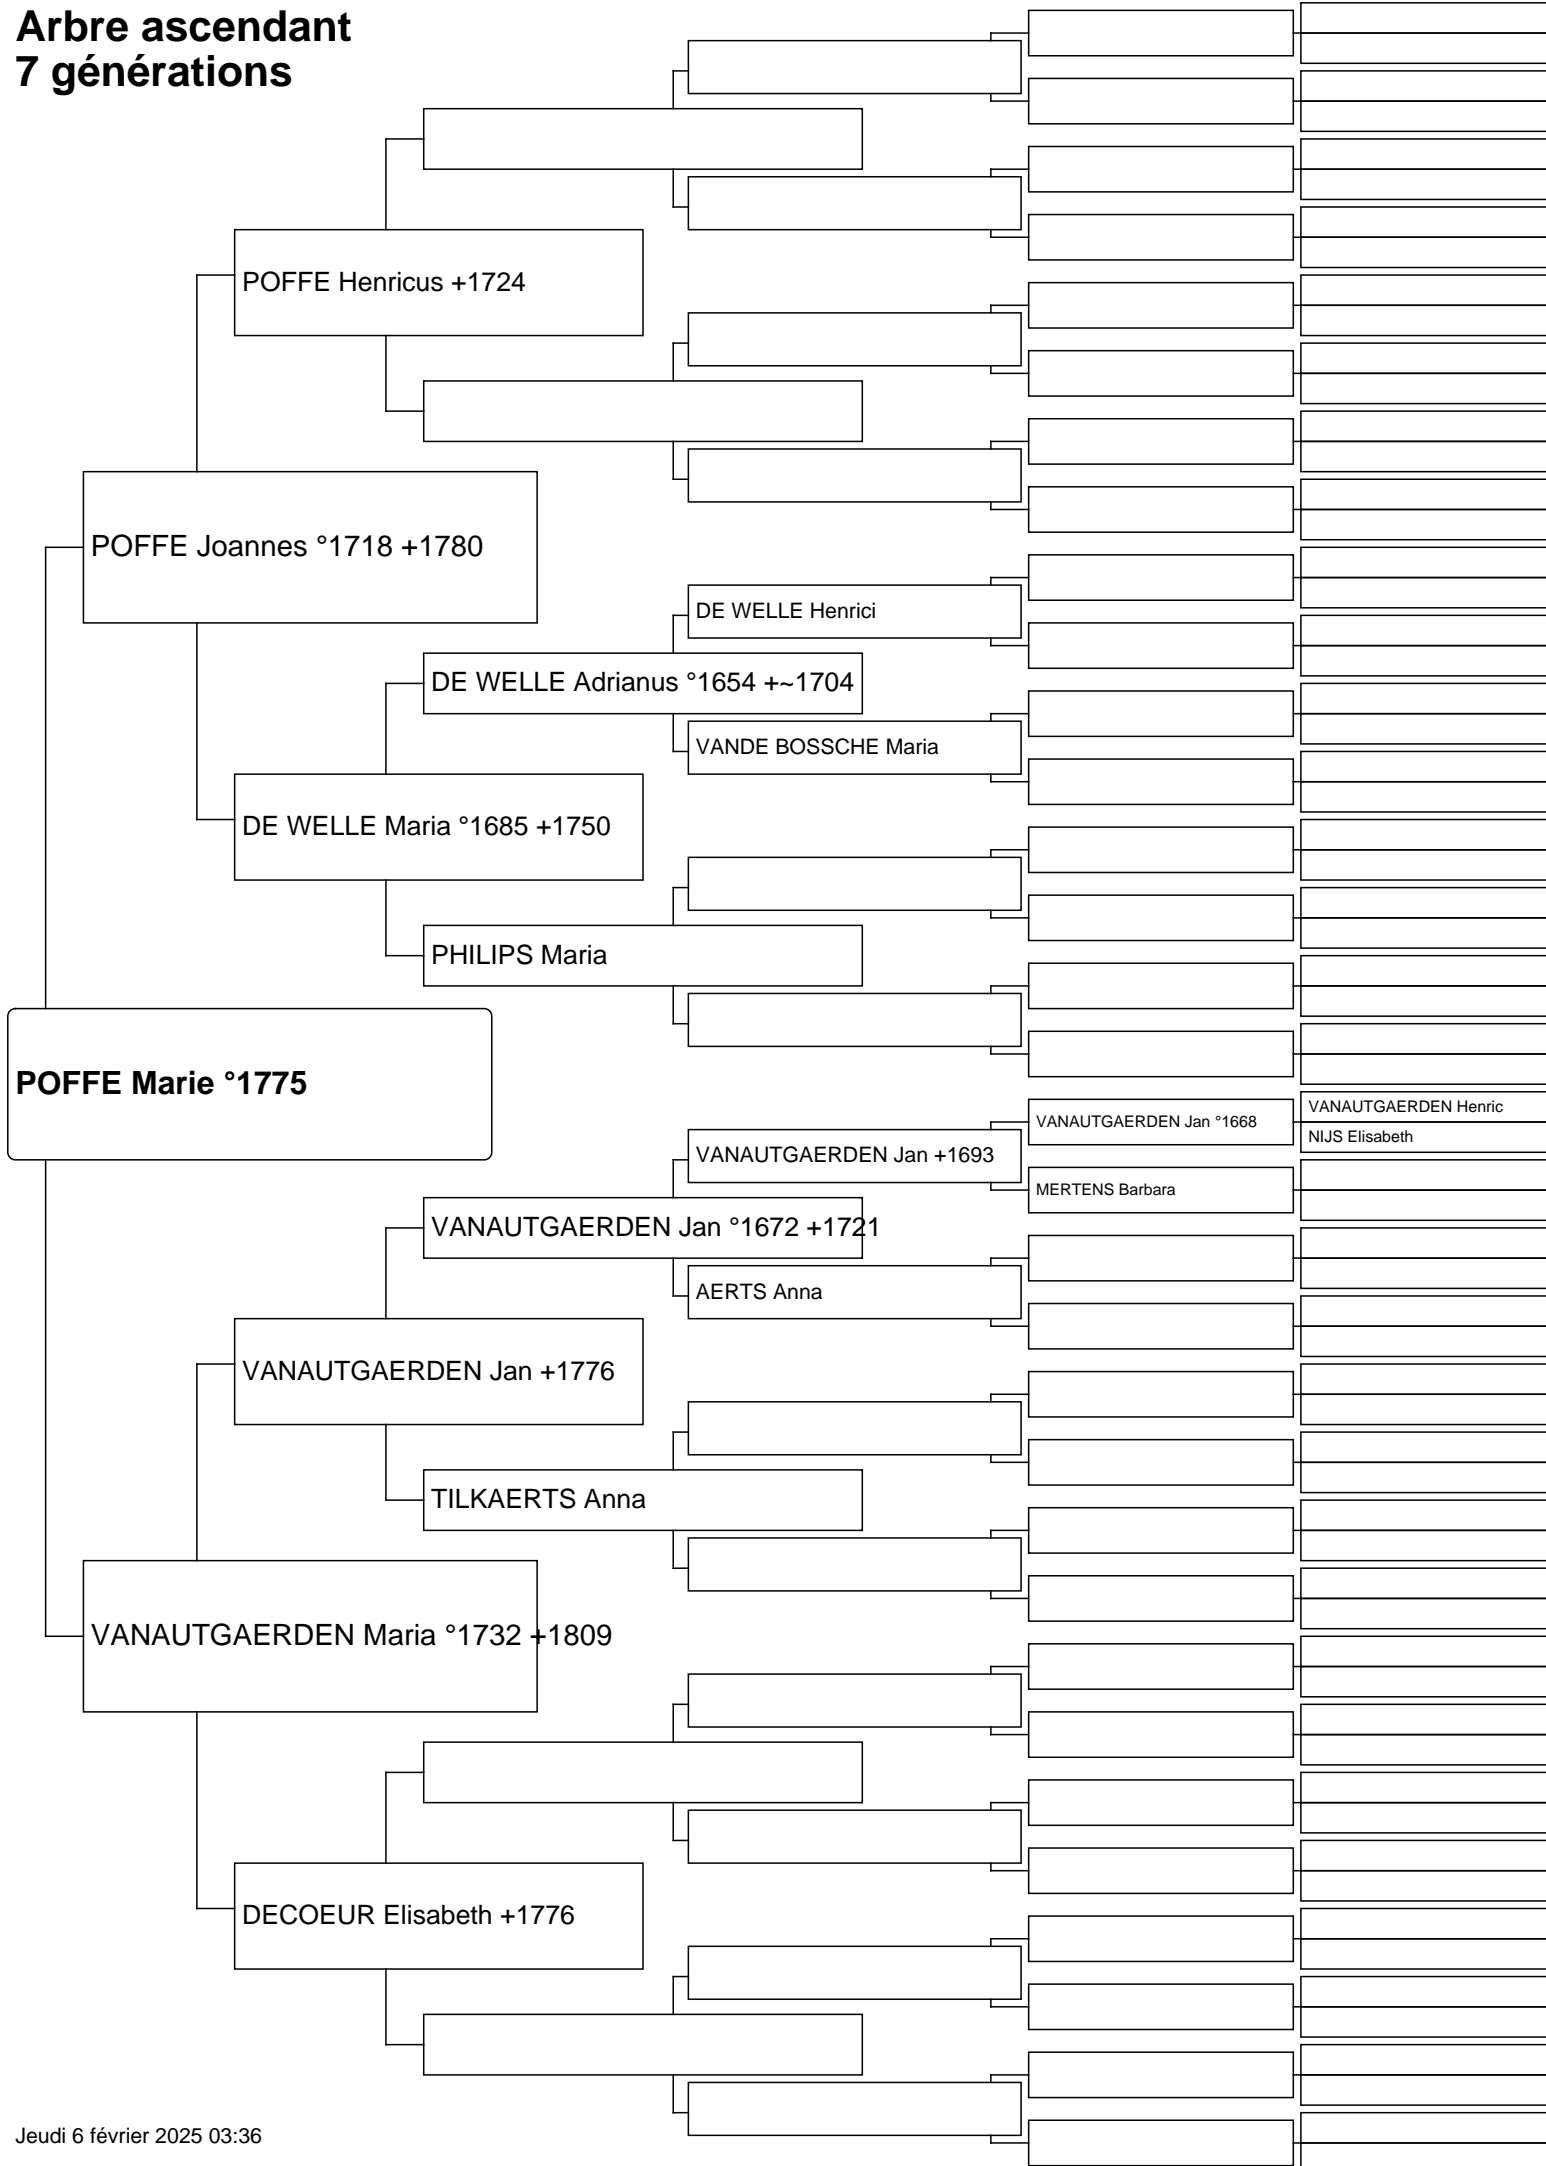 Arbre ascendant
7 générations
POFFE Henricus +1724
POFFE Joannes °1718 +1780
DE WELLE Henrici
DE WELLE Adrianus °1654 +~1704
VANDE BOSSCHE Maria
DE WELLE Maria °1685 +1750
PHILIPS Maria
POFFE Marie °1775
VANAUTGAERDEN Henric
VANAUTGAERDEN Jan °1668
NIJS Elisabeth
VANAUTGAERDEN Jan +1693
MERTENS Barbara
VANAUTGAERDEN Jan °1672 +1721
AERTS Anna
VANAUTGAERDEN Jan +1776
TILKAERTS Anna
VANAUTGAERDEN Maria °1732 +1809
DECOEUR Elisabeth +1776
Jeudi 6 février 2025 03:36